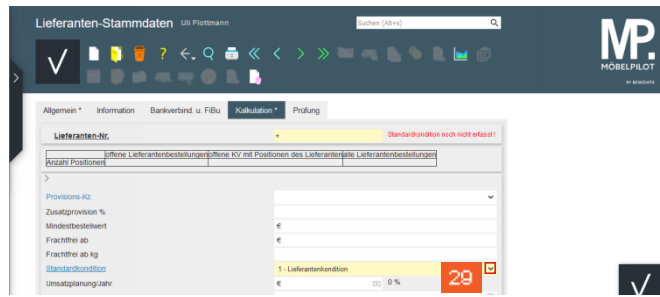 Lieferanten-Stammdaten Uli Flottmann
Suchen (Alt+s)
MP.
MÖBELPILOT
Allgemein * Information Bankverbind. u. FiBu Kalkulation * Prüfung
Lieferanten-Nr. + Standardkondition noch nicht erfasst!
offene Lieferantenbestellungen offene KV mit Positionen des Lieferanten alle Lieferantenbestellungen
Anzahl Positionen
Provisions-Kz.
Zusatzprovision %
Mindestbestellwert €
Frachtfrei ab €
Frachtfrei ab kg
Standardkondition 1 - Lieferantenkondition
Umsatzplanung/Jahr € 0 %
29